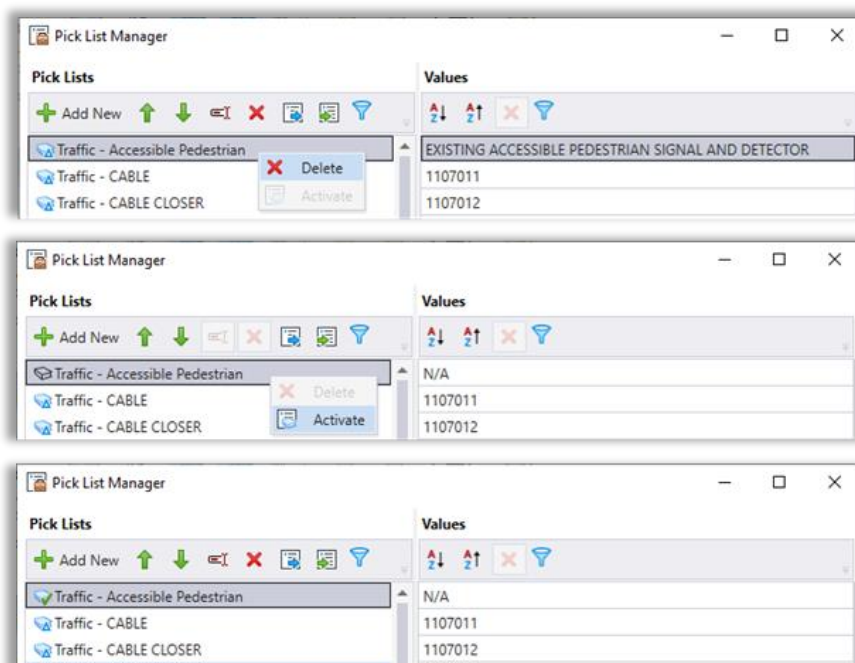 Pick List Manager
Pick Lists
Values
Add New
Traffic - Accessible Pedestrian
EXISTING ACCESSIBLE PEDESTRIAN SIGNAL AND DETECTOR
Delete
Traffic - CABLE
1107011
Activate
Traffic - CABLE CLOSER
1107012
Pick List Manager
Pick Lists
Values
Add New
Traffic - Accessible Pedestrian
N/A
Delete
Traffic - CABLE
1107011
Activate
Traffic - CABLE CLOSER
1107012
Pick List Manager
Pick Lists
Values
Add New
Traffic - Accessible Pedestrian
N/A
Traffic - CABLE
1107011
Traffic - CABLE CLOSER
1107012